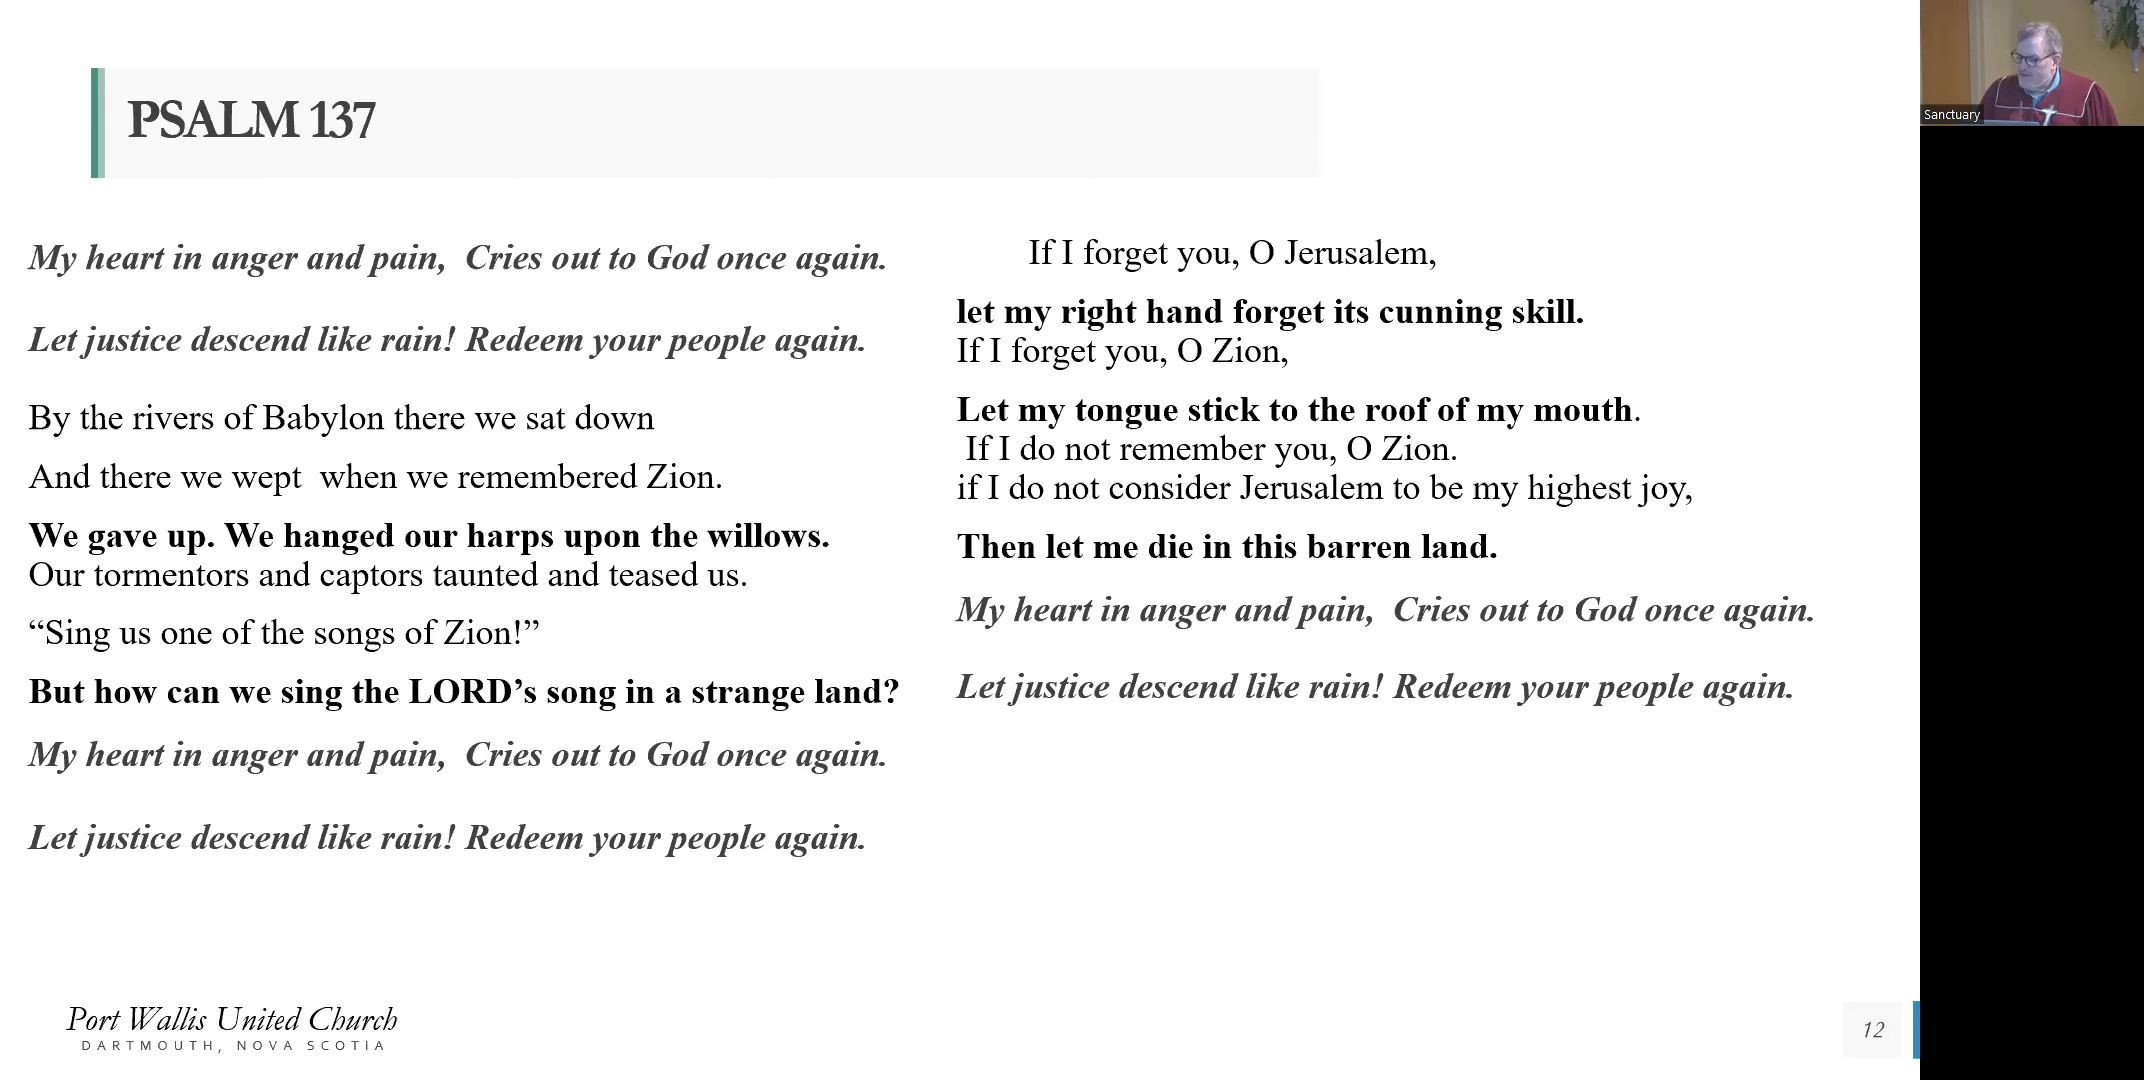 PSALM 137
My heart in anger and pain,  Cries out to God once again.
Let justice descend like rain! Redeem your people again.
By the rivers of Babylon there we sat down
And there we wept  when we remembered Zion.
We gave up. We hanged our harps upon the willows.
Our tormentors and captors taunted and teased us.
“Sing us one of the songs of Zion!”
But how can we sing the LORD’s song in a strange land?
My heart in anger and pain,  Cries out to God once again.
Let justice descend like rain! Redeem your people again.
If I forget you, O Jerusalem,
let my right hand forget its cunning skill.
If I forget you, O Zion,
Let my tongue stick to the roof of my mouth.
If I do not remember you, O Zion.
if I do not consider Jerusalem to be my highest joy,
Then let me die in this barren land.
My heart in anger and pain,  Cries out to God once again.
Let justice descend like rain! Redeem your people again.
Port Wallis United Church
DARTMOUTH, NOVA SCOTIA
12
Sanctuary